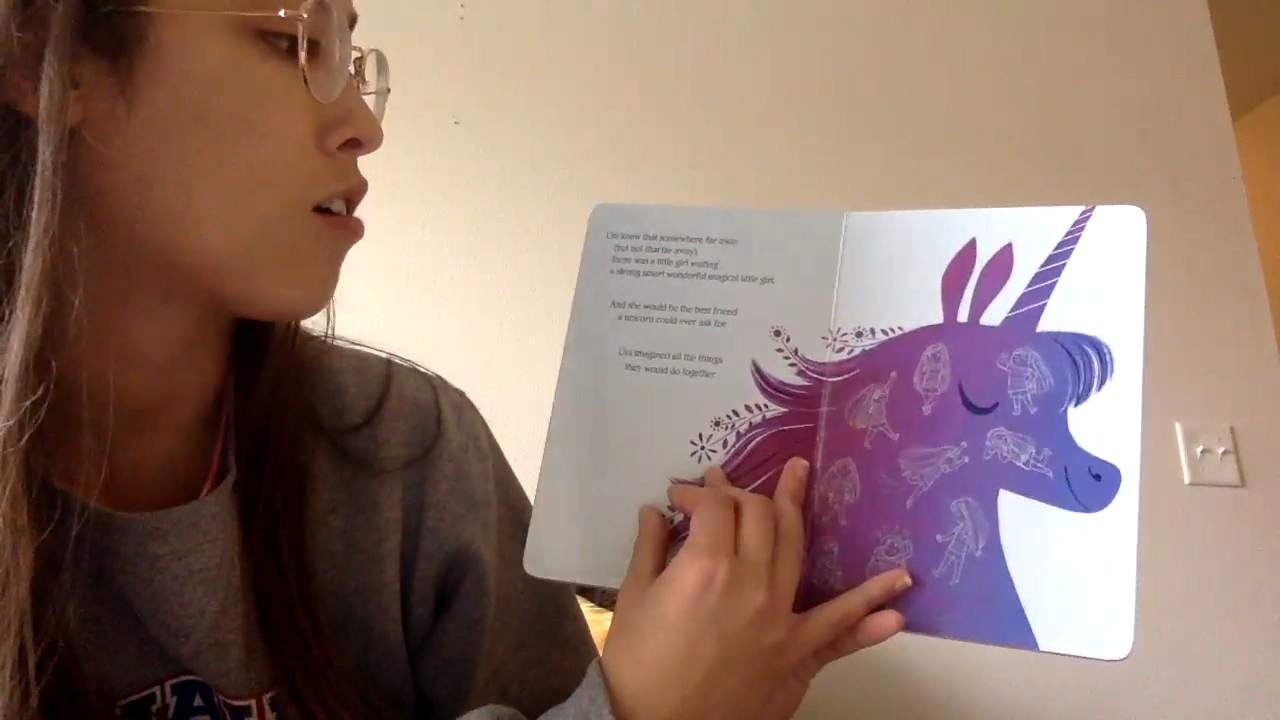 Uni knew that somewhere far away
(but not that far away),
there was a little girl waiting,
a strong smart wonderful magical little girl.
And she would be the best friend
a unicorn could ever ask for.
Uni imagined all the things
they would do together.